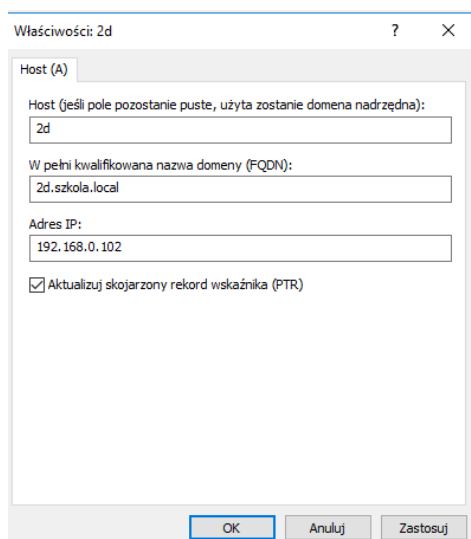 Właściwości: 2d
?
Host (A)
Host (jeśli pole pozostanie puste, użyta zostanie domena nadrzędna):
2d
W pełni kwalifikowana nazwa domeny (FQDN):
2d.szkola.local
Adres IP:
192.168.0.102
Aktualizuj skojarzony rekord wskaźnika (PTR)
OK Anuluj Zastosuj